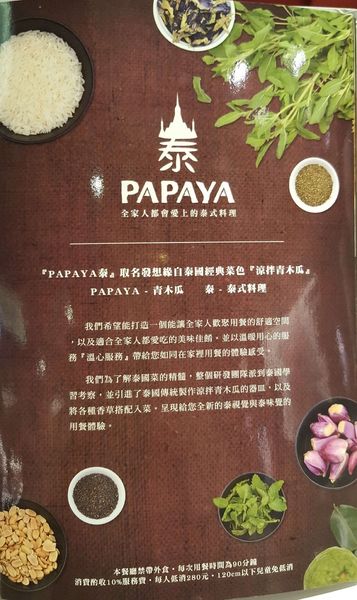 泰
PAPAYA
全家人都會愛上的泰式料理
『PAPAYA泰』取名發想緣自泰國經典菜色『涼拌青木瓜』
PAPAYA - 青木瓜　泰 - 泰式料理
我們希望能打造一個能讓全家人歡聚用餐的舒適空間
,以及適合全家人都愛吃的美味佳餚，並以溫暖用心的服
務『溫心服務』帶給您如同在家裡用餐的體驗感受。
我們為了解泰國菜的精髓，整個研發團隊派到泰國學
習考察，並引進了泰國傳統製作涼拌青木瓜的器皿，以及
將各種香草搭配入菜。呈現給您全新的泰視覺與泰味覺的
用餐體驗。
本餐廳禁帶外食，每次用餐時間為90分鐘
消費酌收10%服務費，每人低消280元，120cm以下兒童免低消